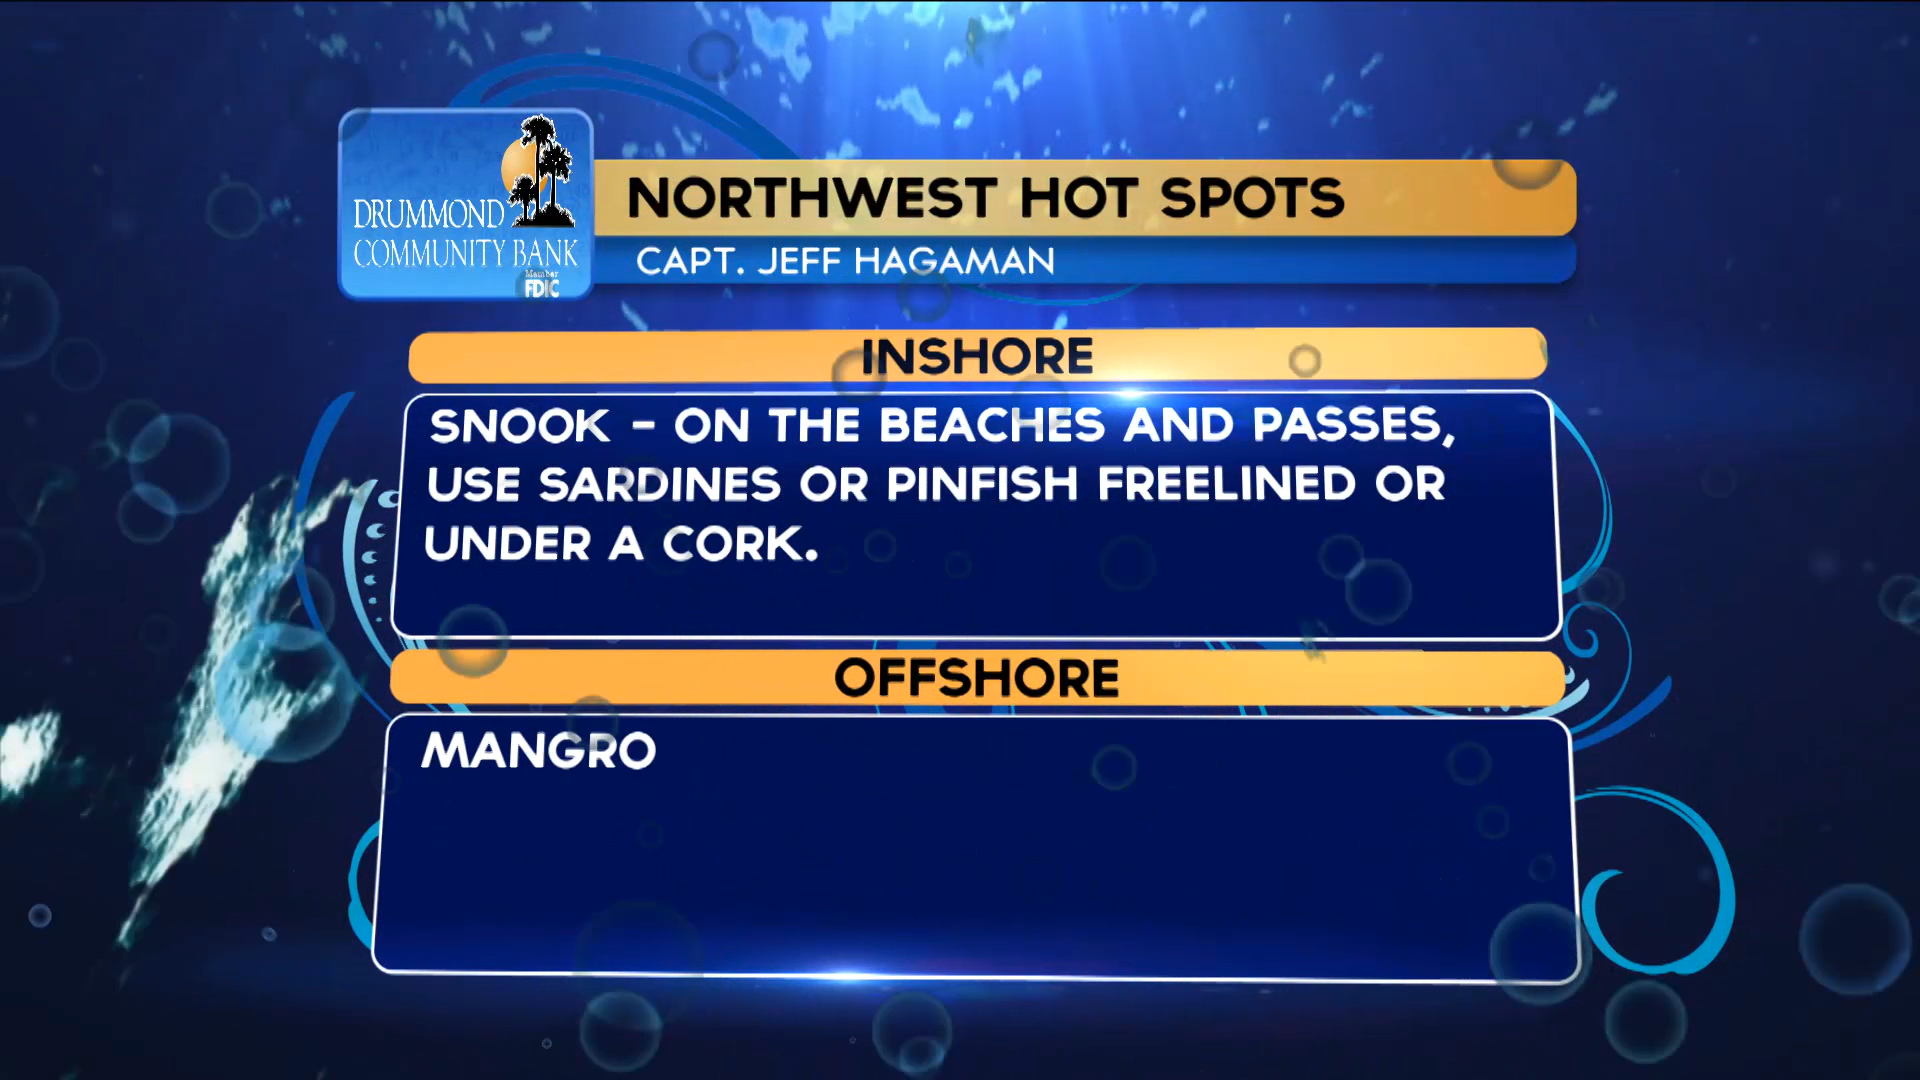 DRUMMOND
COMMUNITY BANK
Member
FDIC
NORTHWEST HOT SPOTS
CAPT. JEFF HAGAMAN
INSHORE
SNOOK - ON THE BEACHES AND PASSES,
USE SARDINES OR PINFISH FREELINED OR
UNDER A CORK.
OFFSHORE
MANGRO